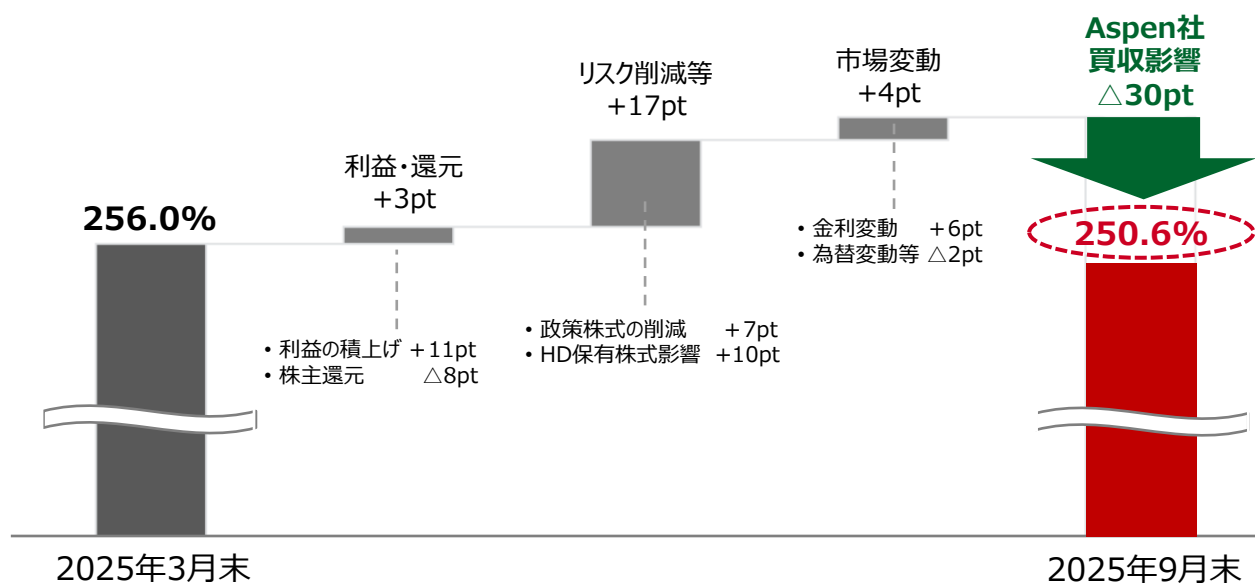 Aspen社
買収影響
△30pt
市場変動
+4pt
リスク削減等
+17pt
利益・還元
+3pt
256.0%
• 金利変動 +6pt
• 為替変動等 △2pt
250.6%
• 政策株式の削減 +7pt
• HD保有株式影響 +10pt
• 利益の積上げ +11pt
• 株主還元 △8pt
2025年3月末
2025年9月末